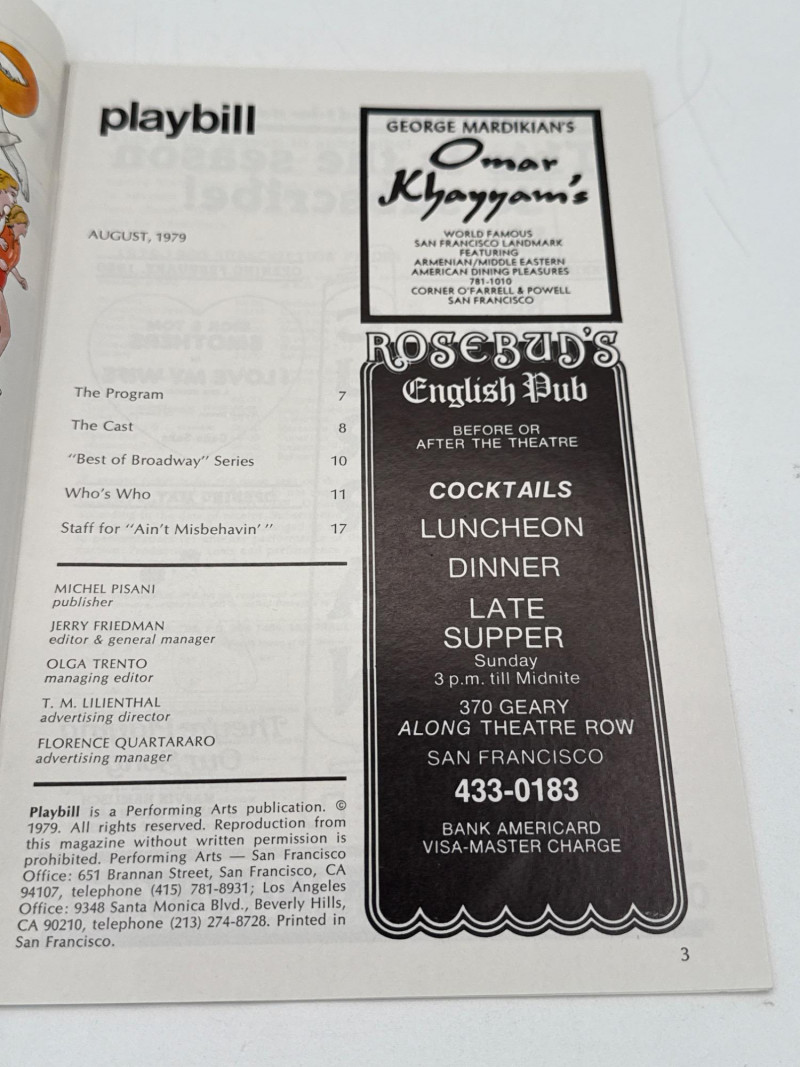 playbill
AUGUST, 1979
The Program 7
The Cast 8
"Best of Broadway" Series 10
Who's Who 11
Staff for "Ain't Misbehavin' " 17
MICHEL PISANI
publisher
JERRY FRIEDMAN
editor & general manager
OLGA TRENTO
managing editor
T. M. LILIENTHAL
advertising director
FLORENCE QUARTARARO
advertising manager
Playbill is a Performing Arts publication. ©
1979. All rights reserved. Reproduction from
this magazine without written permission is
prohibited. Performing Arts — San Francisco
Office: 651 Brannan Street, San Francisco, CA
94107, telephone (415) 781-8931; Los Angeles
Office: 9348 Santa Monica Blvd., Beverly Hills,
CA 90210, telephone (213) 274-8728. Printed in
San Francisco.
GEORGE MARDIKIAN'S
Omar
Khayyam's
WORLD FAMOUS
SAN FRANCISCO LANDMARK
FEATURING
ARMENIAN/MIDDLE EASTERN
AMERICAN DINING PLEASURES
781-1010
CORNER O'FARRELL & POWELL
SAN FRANCISCO
ROSEBUD'S
English Pub
BEFORE OR
AFTER THE THEATRE
COCKTAILS
LUNCHEON
DINNER
LATE
SUPPER
Sunday
3 p.m. till Midnite
370 GEARY
ALONG THEATRE ROW
SAN FRANCISCO
433-0183
BANK AMERICARD
VISA-MASTER CHARGE
3